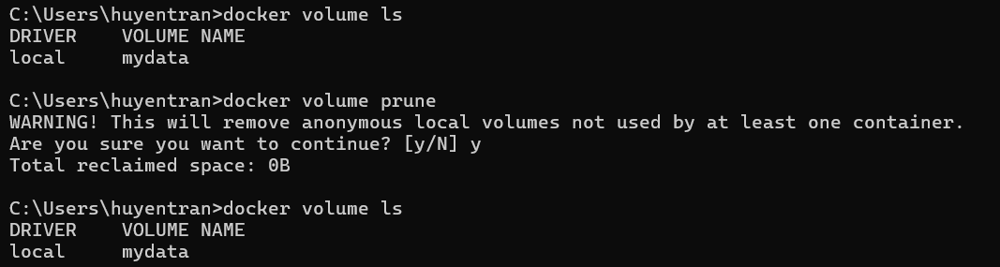 C:\Users\huyentran>docker volume ls
DRIVER    VOLUME NAME
local     mydata
C:\Users\huyentran>docker volume prune
WARNING! This will remove anonymous local volumes not used by at least one container.
Are you sure you want to continue? [y/N] y
Total reclaimed space: 0B
C:\Users\huyentran>docker volume ls
DRIVER    VOLUME NAME
local     mydata